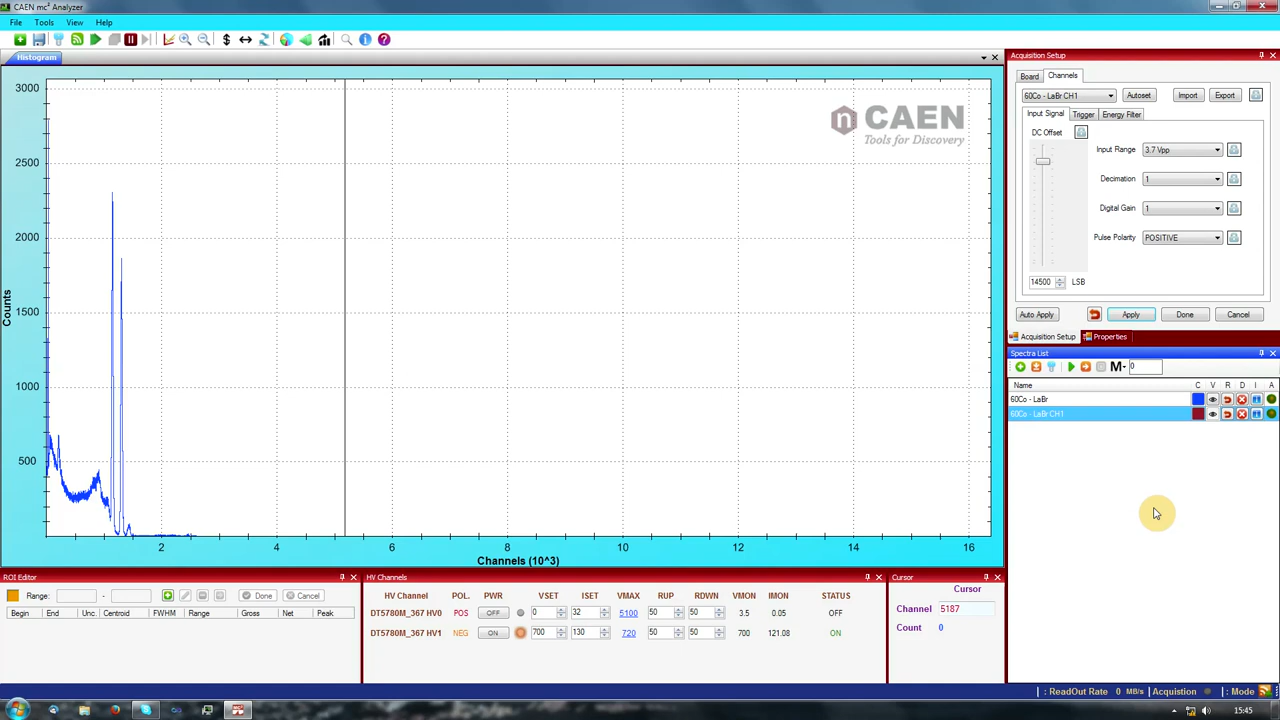 CAEN mc² Analyzer
File Tools View Help
Histogram
Acquisition Setup
Board Channels
60Co - LaBr CH1 Autoset Import Export
Input Signal Trigger Energy Filter
DC Offset
Input Range 3.7 Vpp
Decimation 1
Digital Gain 1
Pulse Polarity POSITIVE
14500 LSB
Auto Apply Apply Done Cancel
Acquisition Setup Properties
Spectra List
M 0
Name C V R D I A
60Co - LaBr
60Co - LaBr CH1
n CAEN
Tools for Discovery
3000
2500
2000
1500
1000
500
Counts
2 4 6 8 10 12 14 16
Channels (10^3)
ROI Editor
Range: - Done Cancel
Begin End Unc. Centroid FWHM Range Gross Net Peak
HV Channels
HV Channel POL. PWR VSET ISET VMAX RUP RDWN VMON IMON STATUS
DT5780M_367 HV0 POS OFF 0 32 5100 50 50 3.5 0.05 OFF
DT5780M_367 HV1 NEG ON 700 130 720 50 50 700 121.08 ON
Cursor
Cursor
Channel 5187
Count 0
: ReadOut Rate 0 MB/s Acquistion : Mode
15:45